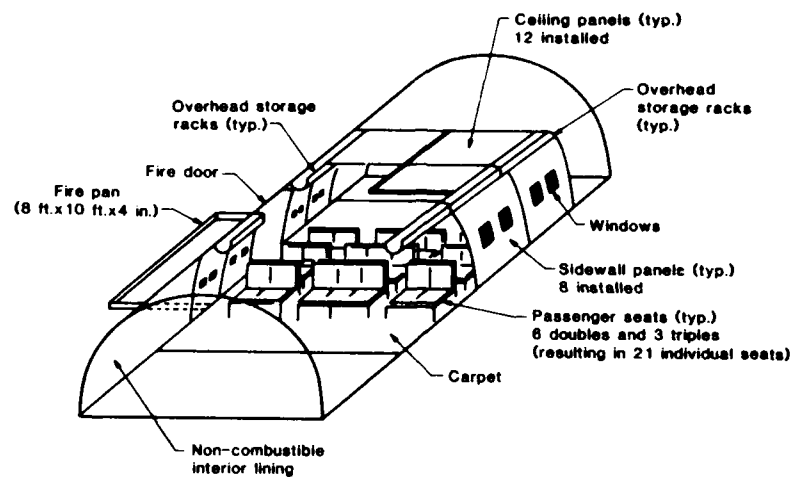 Ceiling panels (typ.)
12 installed
Overhead storage
racks (typ.)
Overhead
storage racks
(typ.)
Fire door
Fire pan
(8 ft.x10 ft.x4 in.)
Windows
Sidewall panels (typ.)
8 installed
Passenger seats (typ.)
6 doubles and 3 triples
(resulting in 21 individual seats)
Carpet
Non-combustible
interior lining